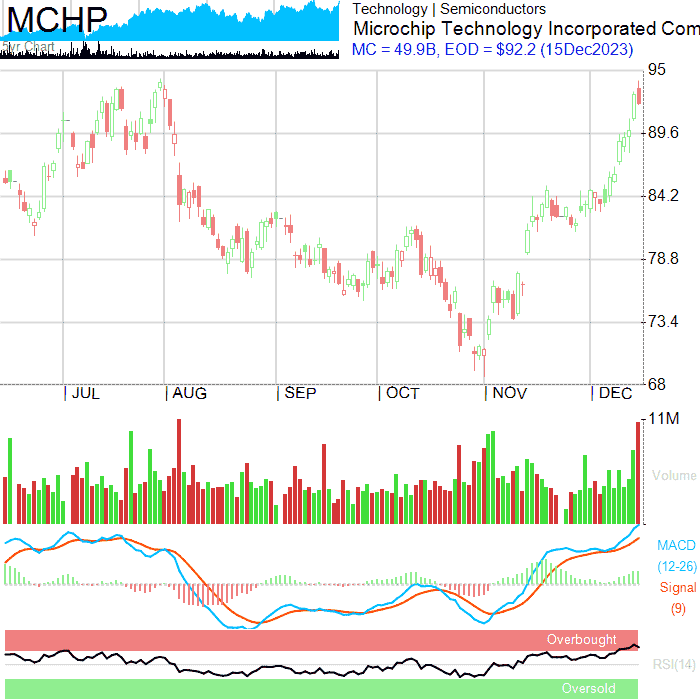 MCHP
5yr Chart
Technology | Semiconductors
Microchip Technology Incorporated Com
MC = 49.9B, EOD = $92.2 (15Dec2023)
95
89.6
84.2
78.8
73.4
68
| JUL | AUG | SEP | OCT | NOV | DEC
11M
Volume
MACD
(12-26)
Signal
(9)
Overbought
RSI(14)
Oversold